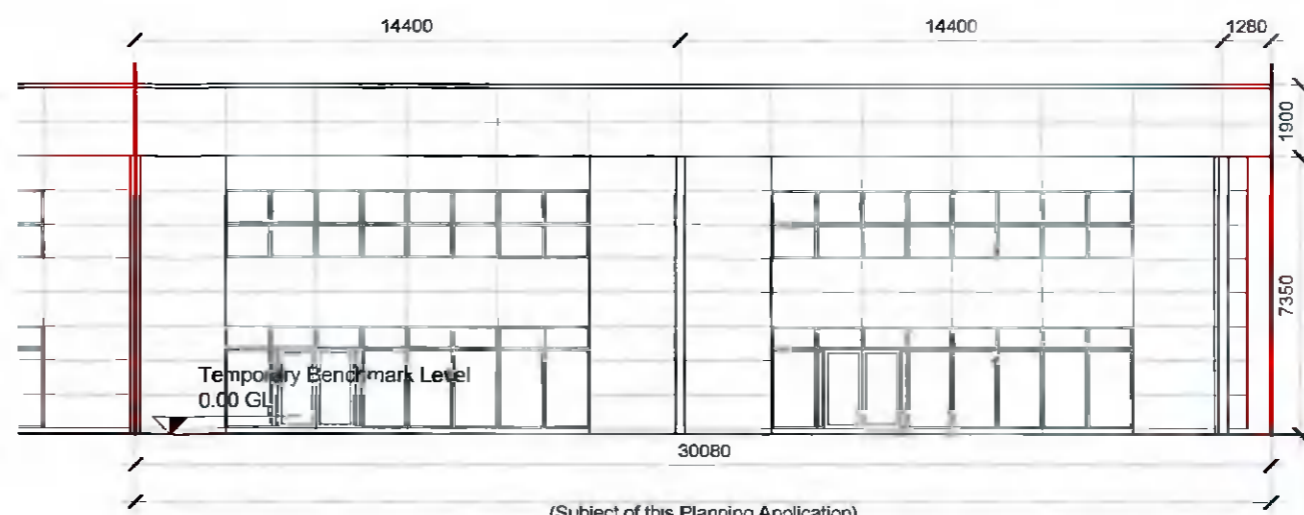 14400
14400
1280
1900
7350
Temporary Benchmark Level
0.00 GL
30080
(Subject of this Planning Application)